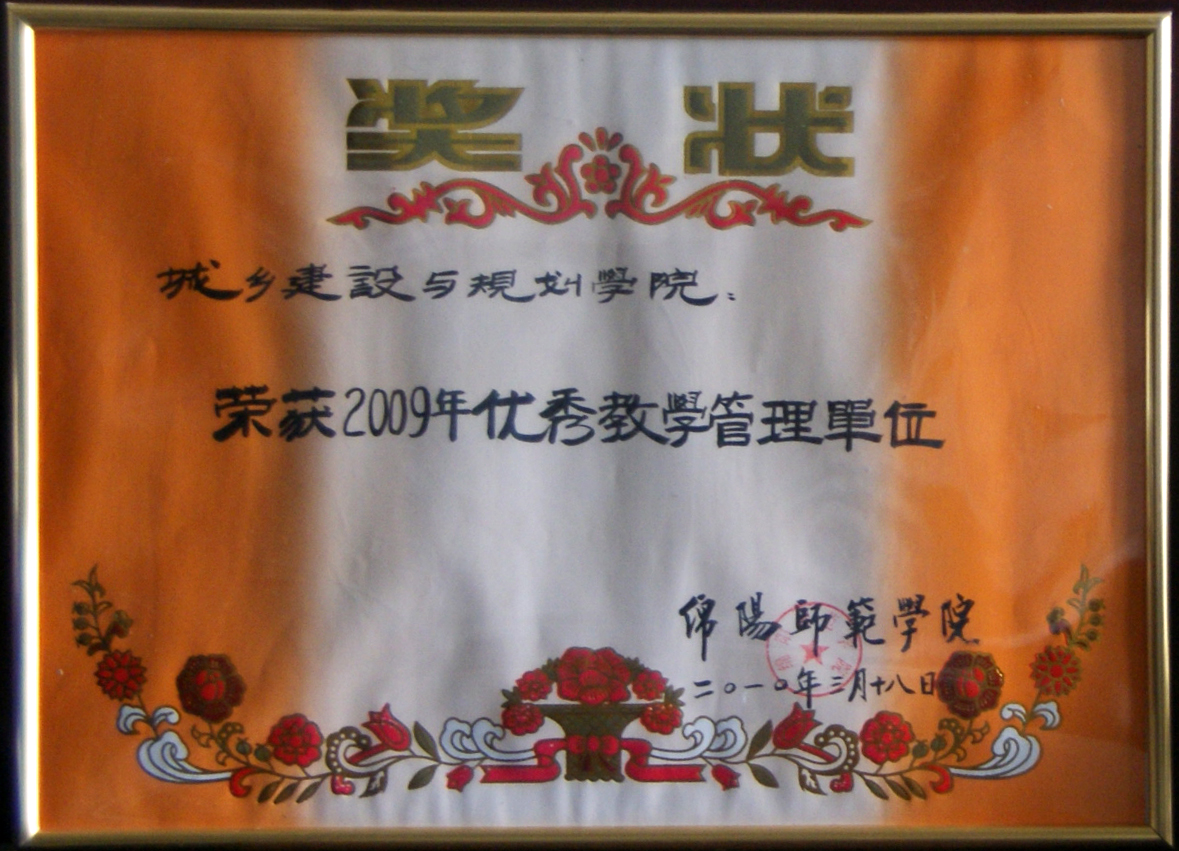 奖状
城乡建設与規划學院：
荣获2009年优秀教學管理單位
绵陽师範學院
二〇一〇年三月十八日